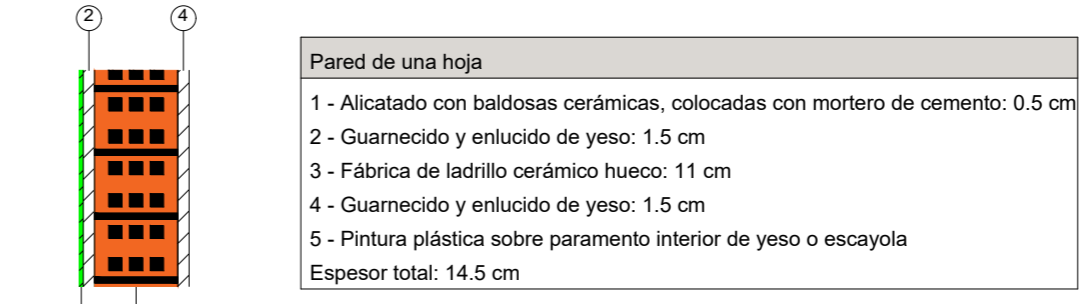 2 4
Pared de una hoja
1 - Alicatado con baldosas cerámicas, colocadas con mortero de cemento: 0.5 cm
2 - Guarnecido y enlucido de yeso: 1.5 cm
3 - Fábrica de ladrillo cerámico hueco: 11 cm
4 - Guarnecido y enlucido de yeso: 1.5 cm
5 - Pintura plástica sobre paramento interior de yeso o escayola
Espesor total: 14.5 cm